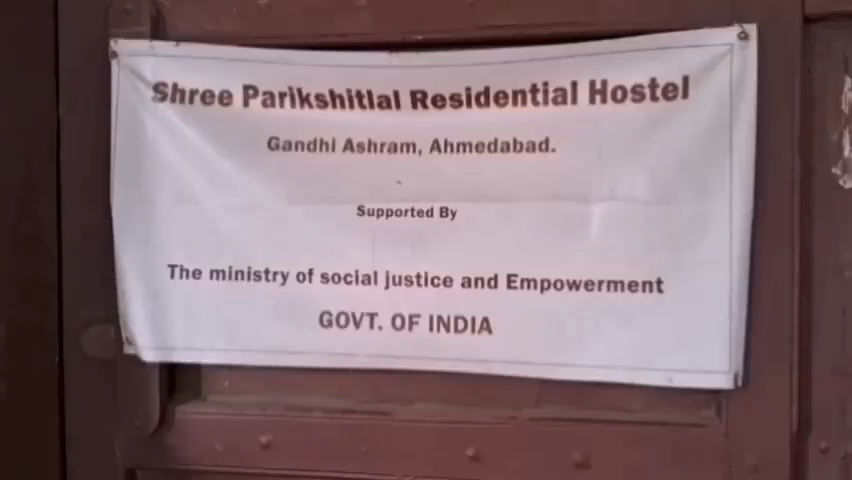 Shree Parikshitlal Residential Hostel
Gandhi Ashram, Ahmedabad.
Supported By
The ministry of social justice and Empowerment
GOVT. OF INDIA